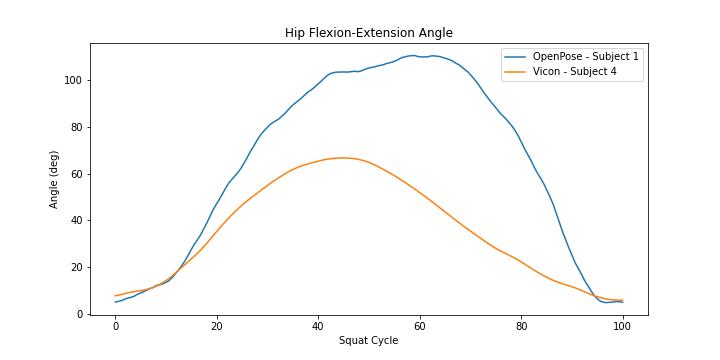 Hip Flexion-Extension Angle
OpenPose - Subject 1
Vicon - Subject 4
Angle (deg)
100
80
60
40
20
0
0 20 40 60 80 100
Squat Cycle